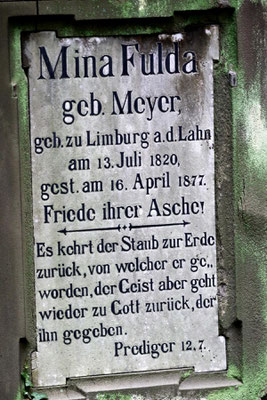 Mina Fulda
geb. Meyer,
geb. zu Limburg a.d. Lahn
am 13. Juli 1820,
gest. am 16. April 1877.
Friede ihrer Asche!
Es kehrt der Staub zur Erde
zurück, von welcher er ge„
worden, der Geist aber geht
wieder zu Gott zurück, der
ihn gegeben.
Prediger 12,7.